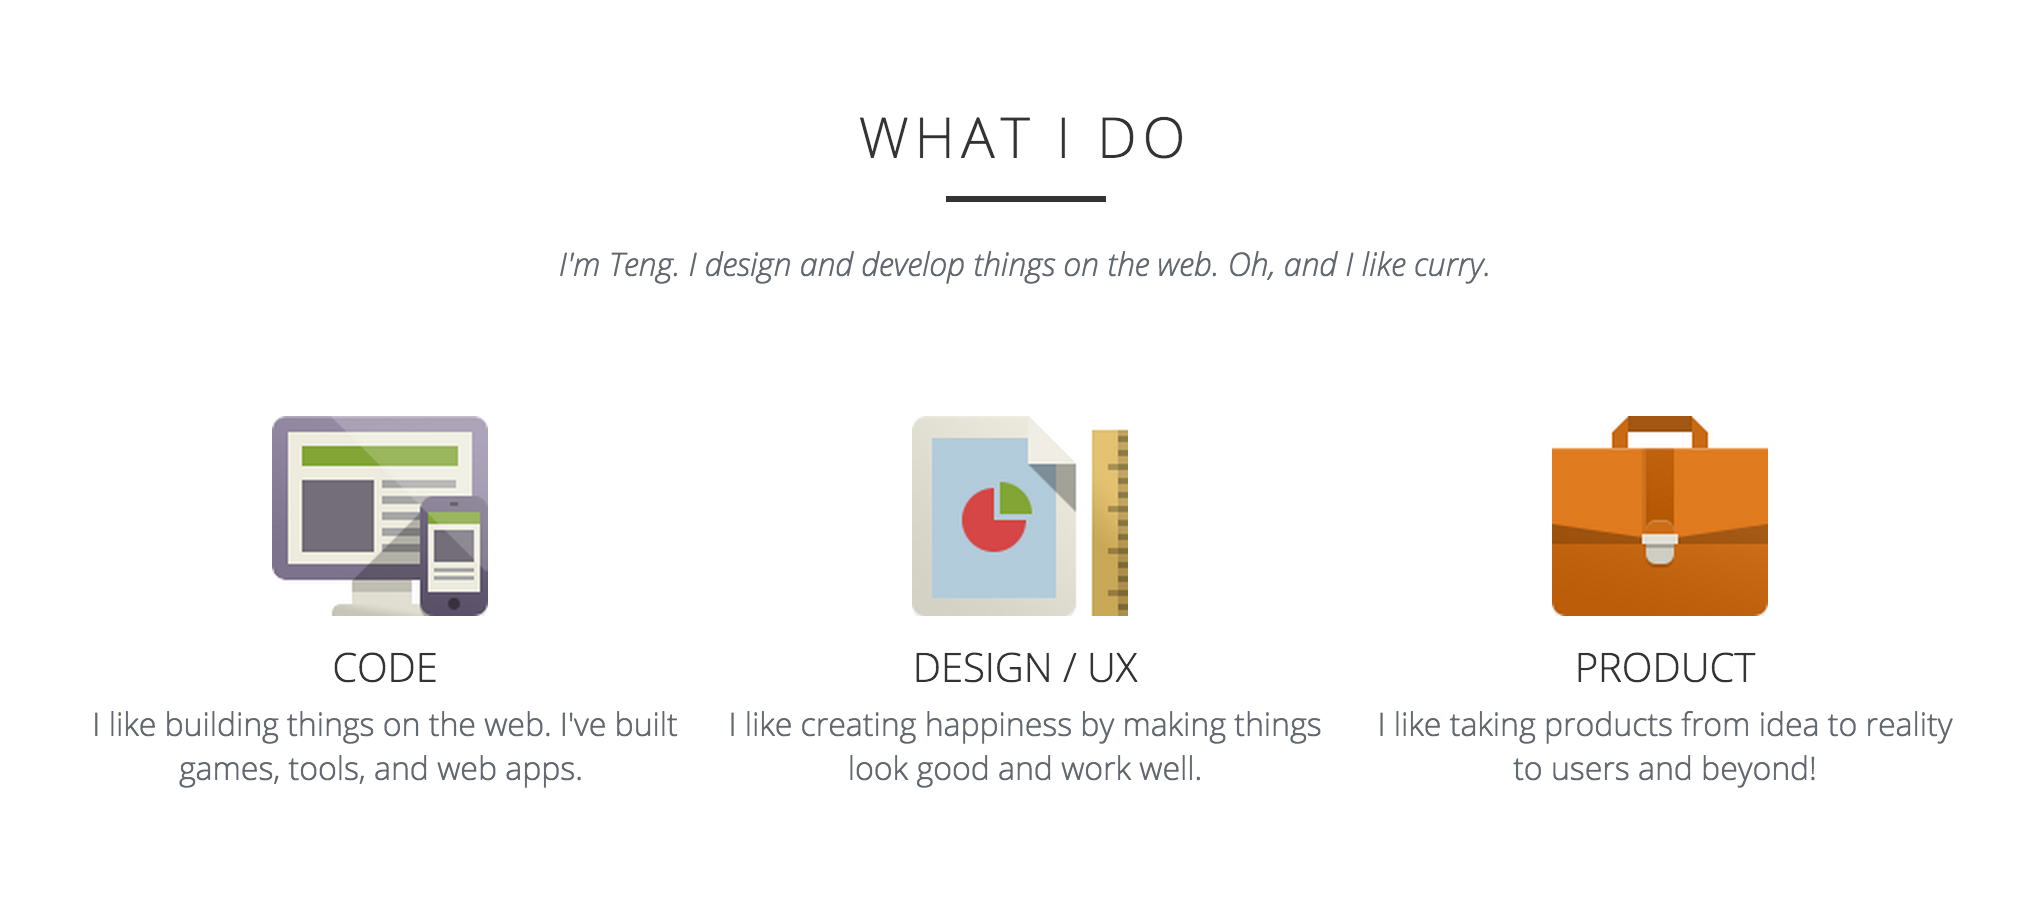 WHAT I DO
I'm Teng. I design and develop things on the web. Oh, and I like curry.
CODE
I like building things on the web. I've built
games, tools, and web apps.
DESIGN / UX
I like creating happiness by making things
look good and work well.
PRODUCT
I like taking products from idea to reality
to users and beyond!